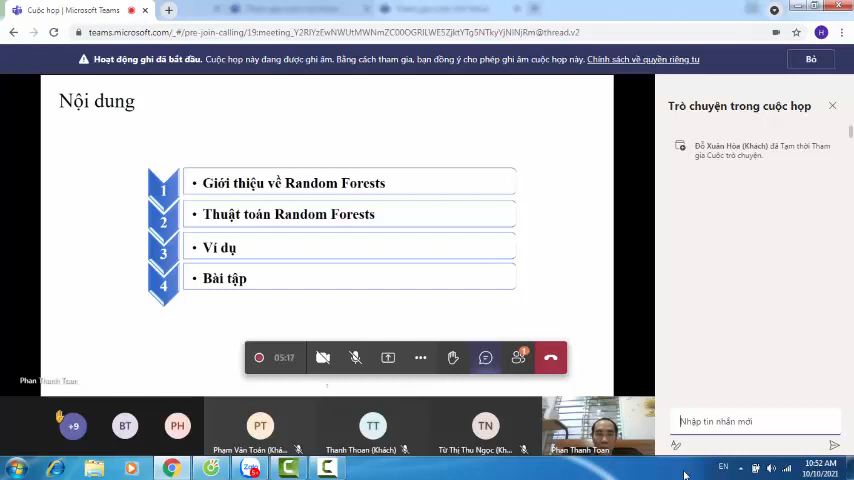 Cuộc họp | Microsoft Teams
teams.microsoft.com/_#/pre-join-calling/19:meeting_Y2RJYzEwNWUtMWNmZC00OGRlLWE5ZjktYTg5NTkyYjNlNjRm@thread.v2
Hoạt động ghi đã bắt đầu. Cuộc họp này đang được ghi âm. Bằng cách tham gia, bạn đồng ý cho phép ghi âm cuộc họp này. Chính sách về quyền riêng tư
Bỏ
Nội dung
1
• Giới thiệu về Random Forests
2
• Thuật toán Random Forests
3
• Ví dụ
4
• Bài tập
05:17
1
Phan Thanh Toan
+9
BT
PH
PT
Phạm Văn Toán (Khá...
TT
Thanh Thoan (Khách)
TN
Từ Thị Thu Ngọc (Kh...
Phan Thanh Toan
Trò chuyện trong cuộc họp
Đỗ Xuân Hòa (Khách) đã Tạm thời Tham
gia Cuộc trò chuyện.
Nhập tin nhắn mới
H
Zalo
5+
EN
10:52 AM
10/10/2021